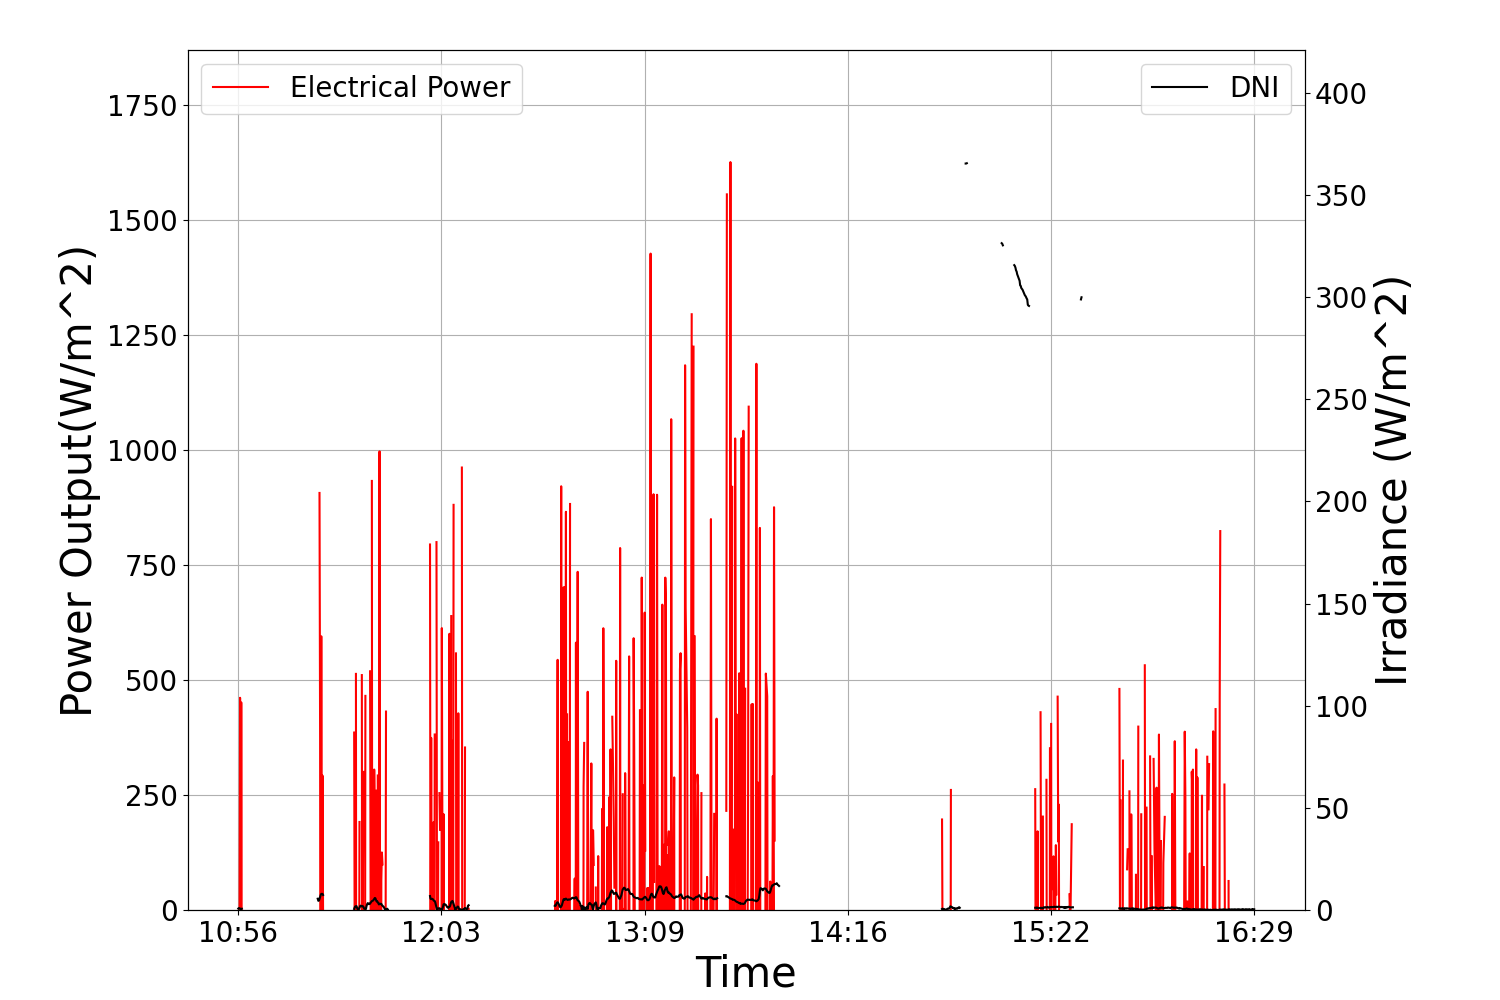 Electrical Power
DNI
1750
1500
1250
1000
750
500
250
0
Power Output(W/m^2)
400
350
300
250
200
150
100
50
0
Irradiance (W/m^2)
10:56 12:03 13:09 14:16 15:22 16:29
Time